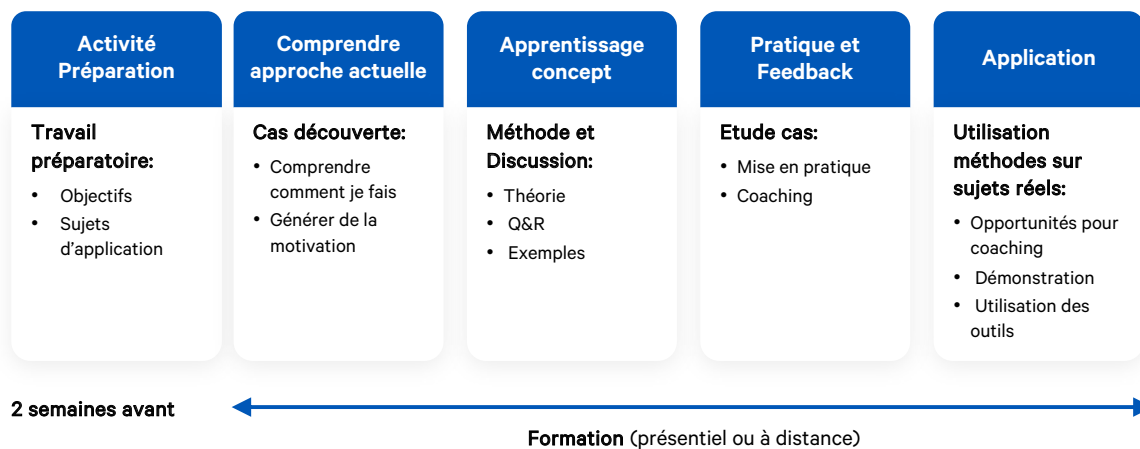 Activité
Préparation
Travail
préparatoire:
• Objectifs
• Sujets
d'application
Comprendre
approche actuelle
Cas découverte:
• Comprendre
comment je fais
• Générer de la
motivation
Apprentissage
concept
Méthode et
Discussion:
• Théorie
• Q&R
• Exemples
Pratique et
Feedback
Etude cas:
• Mise en pratique
• Coaching
Application
Utilisation
méthodes sur
sujets réels:
• Opportunités pour
coaching
• Démonstration
• Utilisation des
outils
2 semaines avant
Formation (présentiel ou à distance)